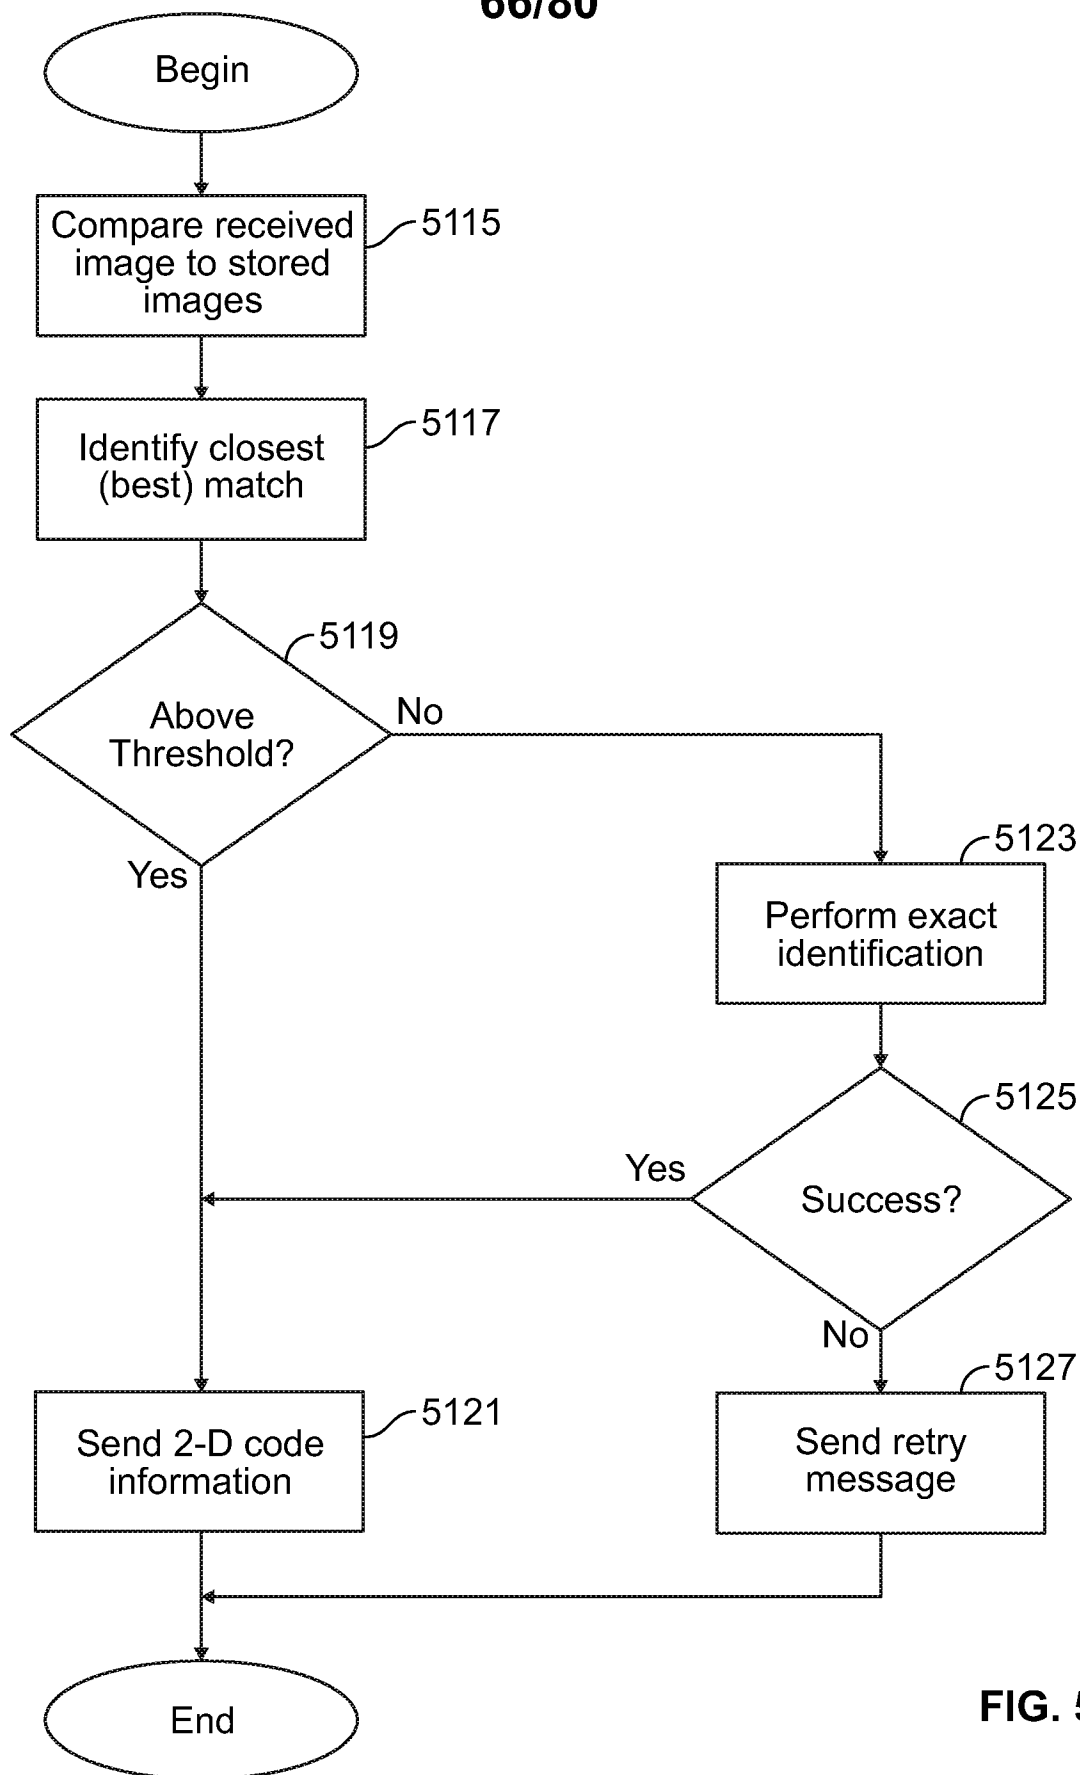 66/80
Begin
Compare received
image to stored
images
5115
Identify closest
(best) match
5117
5119
Above
Threshold?
No
Yes
5123
Perform exact
identification
5125
Success?
Yes
No
5127
Send retry
message
5121
Send 2-D code
information
End
FIG.